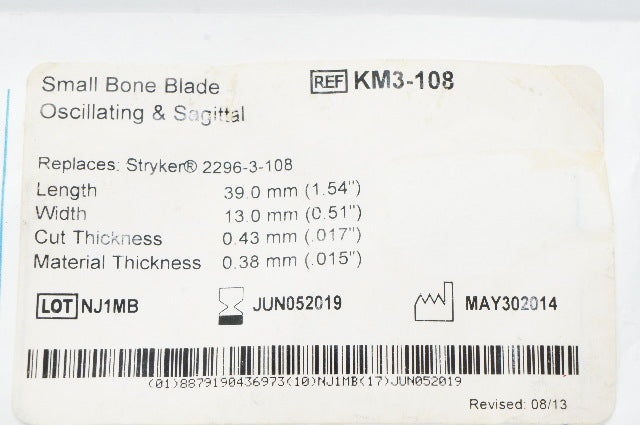 Small Bone Blade REF KM3-108
Oscillating & Sagittal
Replaces: Stryker® 2296-3-108
Length 39.0 mm (1.54")
Width 13.0 mm (0.51")
Cut Thickness 0.43 mm (.017")
Material Thickness 0.38 mm (.015")
LOT NJ1MB JUN052019 MAY302014
(01)8879190436973(10)NJ1MB(17)JUN052019
Revised: 08/13